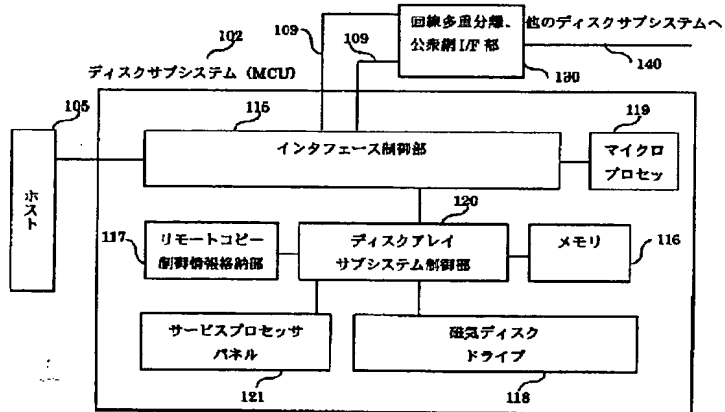 109
109
回線多重分離、
公衆網I/F部
他のディスクサブシステムへ
130
140
102
ディスクサブシステム (MCU)
105
ホスト
115
インタフェース制御部
119
マイクロ
プロセッ
120
117
リモートコピー
制御情報格納部
ディスクアレイ
サブシステム制御部
メモリ
116
サービスプロセッサ
パネル
121
磁気ディスク
ドライブ
118